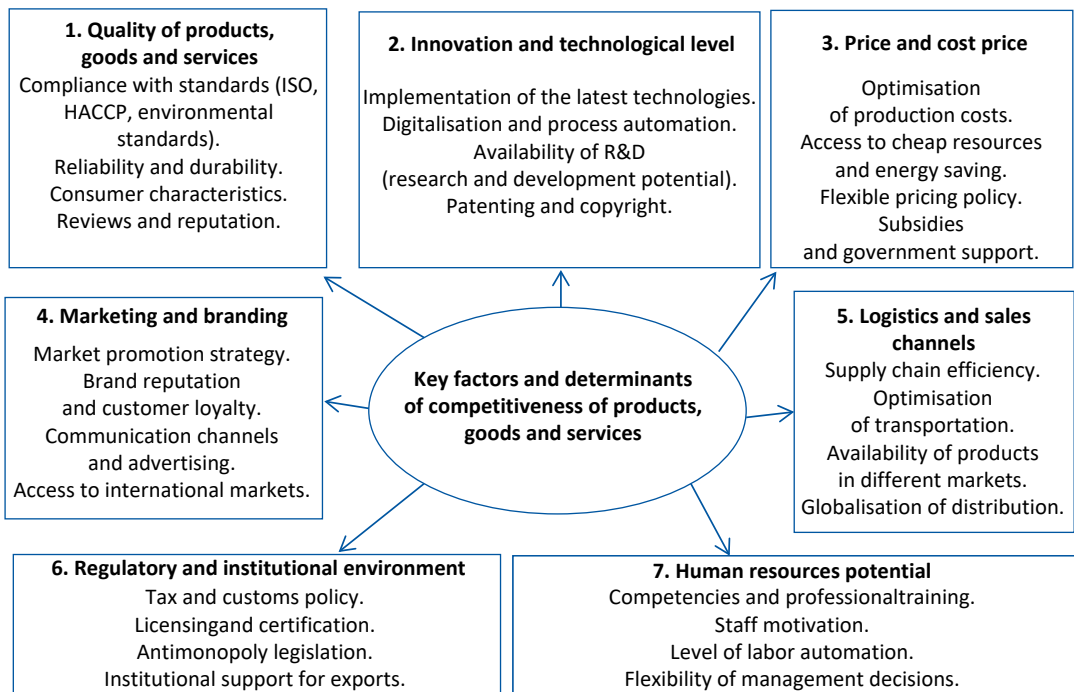 1. Quality of products,
goods and services
Compliance with standards (ISO,
HACCP, environmental
standards).
Reliability and durability.
Consumer characteristics.
Reviews and reputation.
2. Innovation and technological level
Implementation of the latest technologies.
Digitalisation and process automation.
Availability of R&D
(research and development potential).
Patenting and copyright.
3. Price and cost price
Optimisation
of production costs.
Access to cheap resources
and energy saving.
Flexible pricing policy.
Subsidies
and government support.
4. Marketing and branding
Market promotion strategy.
Brand reputation
and customer loyalty.
Communication channels
and advertising.
Access to international markets.
Key factors and determinants
of competitiveness of products,
goods and services
5. Logistics and sales
channels
Supply chain efficiency.
Optimisation
of transportation.
Availability of products
in different markets.
Globalisation of distribution.
6. Regulatory and institutional environment
Tax and customs policy.
Licensingand certification.
Antimonopoly legislation.
Institutional support for exports.
7. Human resources potential
Competencies and professionaltraining.
Staff motivation.
Level of labor automation.
Flexibility of management decisions.